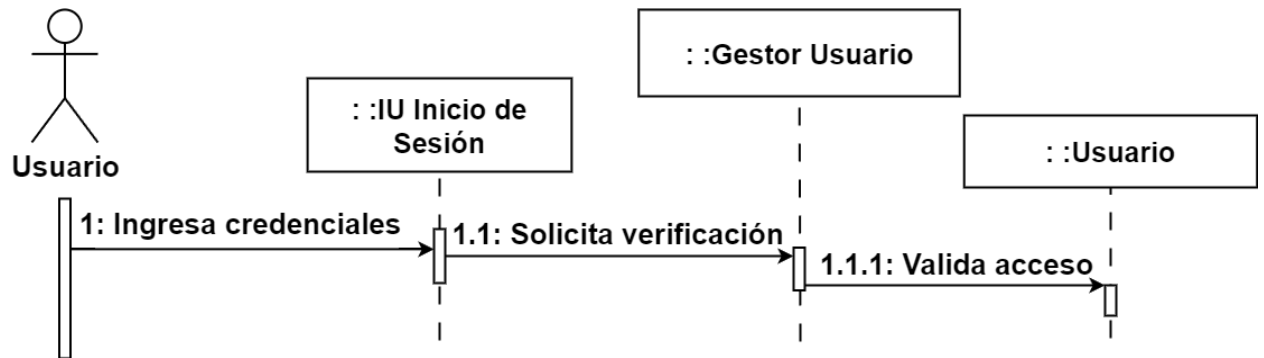 : :Gestor Usuario
: :IU Inicio de
Sesión
: :Usuario
Usuario
1: Ingresa credenciales
1.1: Solicita verificación
1.1.1: Valida acceso